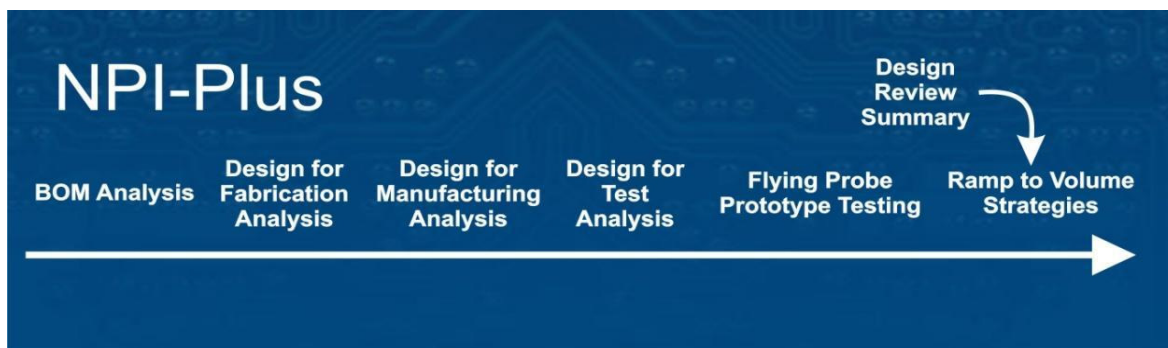 NPI-Plus
Design
Review
Summary
BOM Analysis
Design for
Fabrication
Analysis
Design for
Manufacturing
Analysis
Design for
Test
Analysis
Flying Probe
Prototype Testing
Ramp to Volume
Strategies